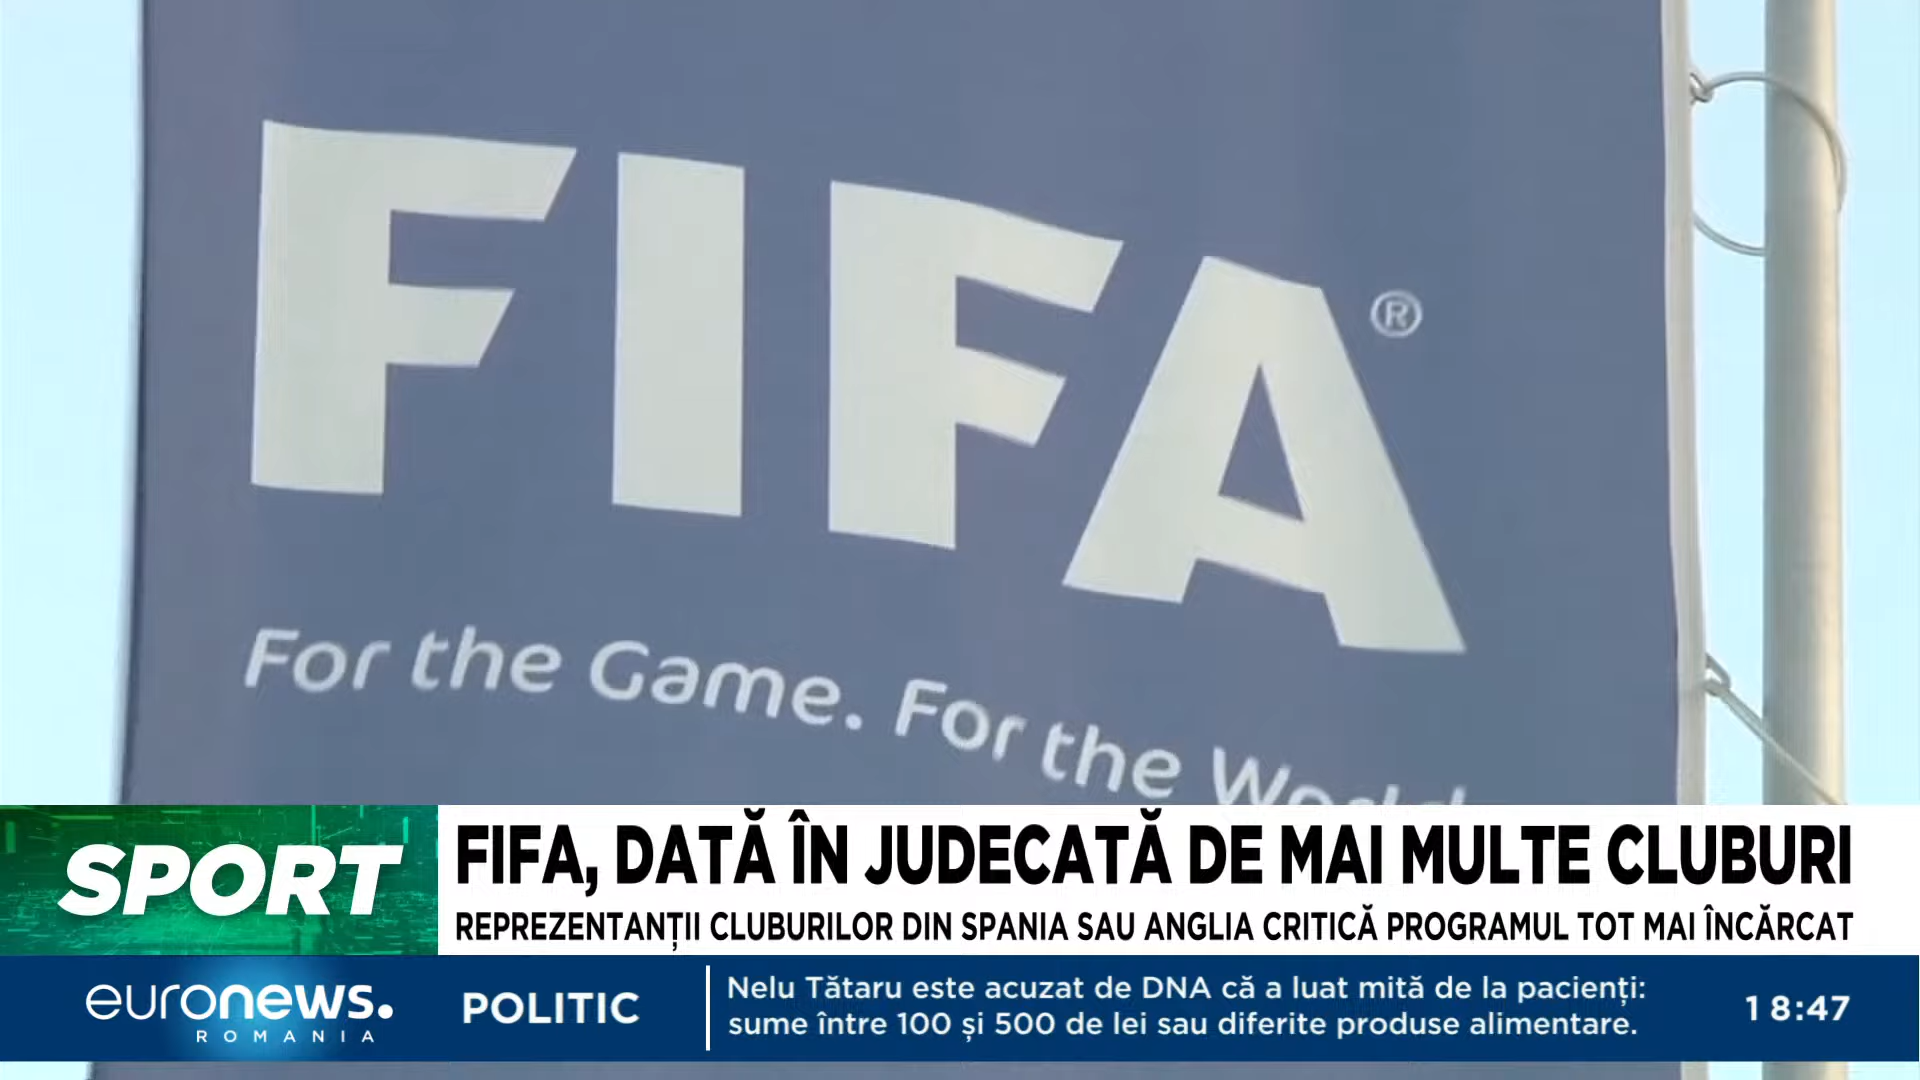 FIFA®
For the Game. For the World.
SPORT
FIFA, DATĂ ÎN JUDECATĂ DE MAI MULTE CLUBURI
REPREZENTANȚII CLUBURILOR DIN SPANIA SAU ANGLIA CRITICĂ PROGRAMUL TOT MAI ÎNCĂRCAT
euronews.
ROMANIA
POLITIC
Nelu Tătaru este acuzat de DNA că a luat mită de la pacienți:
sume între 100 și 500 de lei sau diferite produse alimentare.
18:47